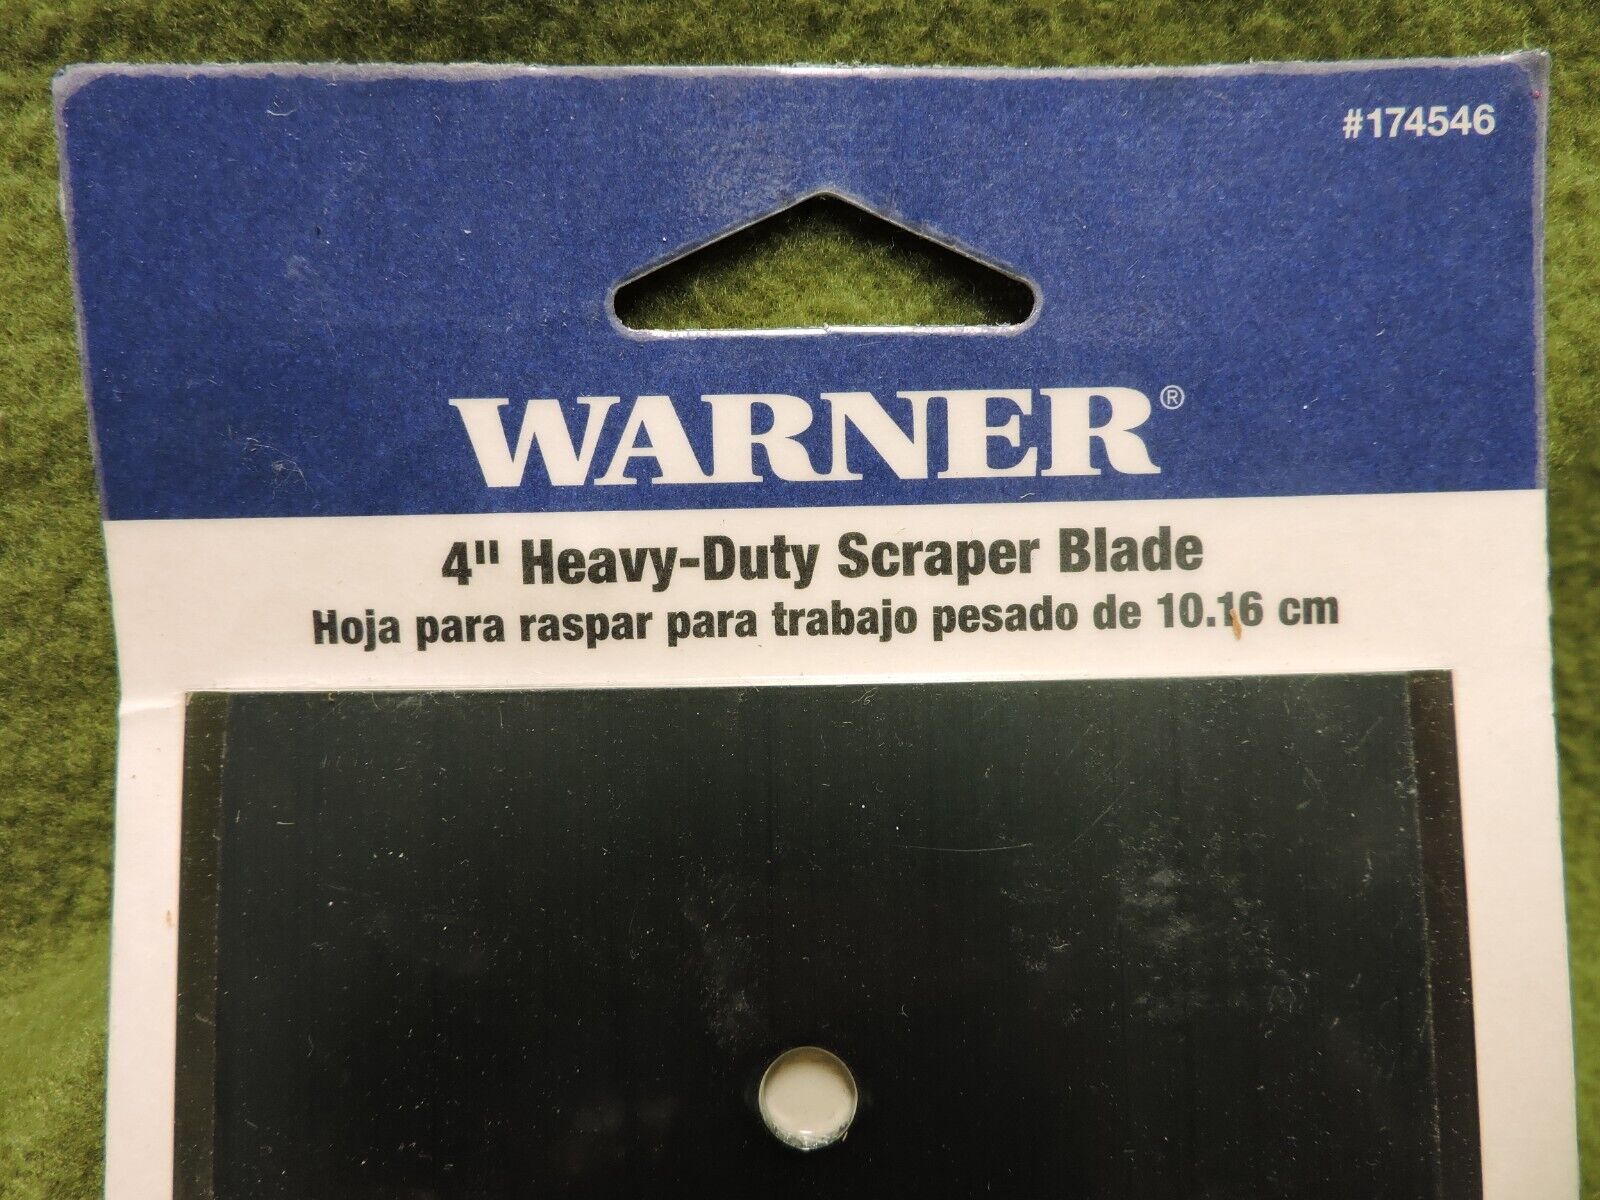 #174546
WARNER®
4" Heavy-Duty Scraper Blade
Hoja para raspar para trabajo pesado de 10.16 cm